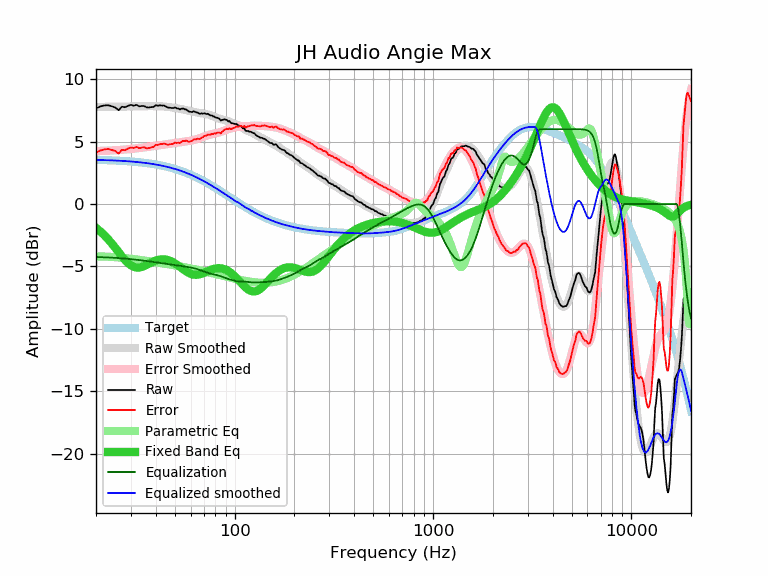 JH Audio Angie Max
10
5
0
−5
−10
−15
−20
Amplitude (dBr)
Target
Raw Smoothed
Error Smoothed
Raw
Error
Parametric Eq
Fixed Band Eq
Equalization
Equalized smoothed
100 1000 10000
Frequency (Hz)